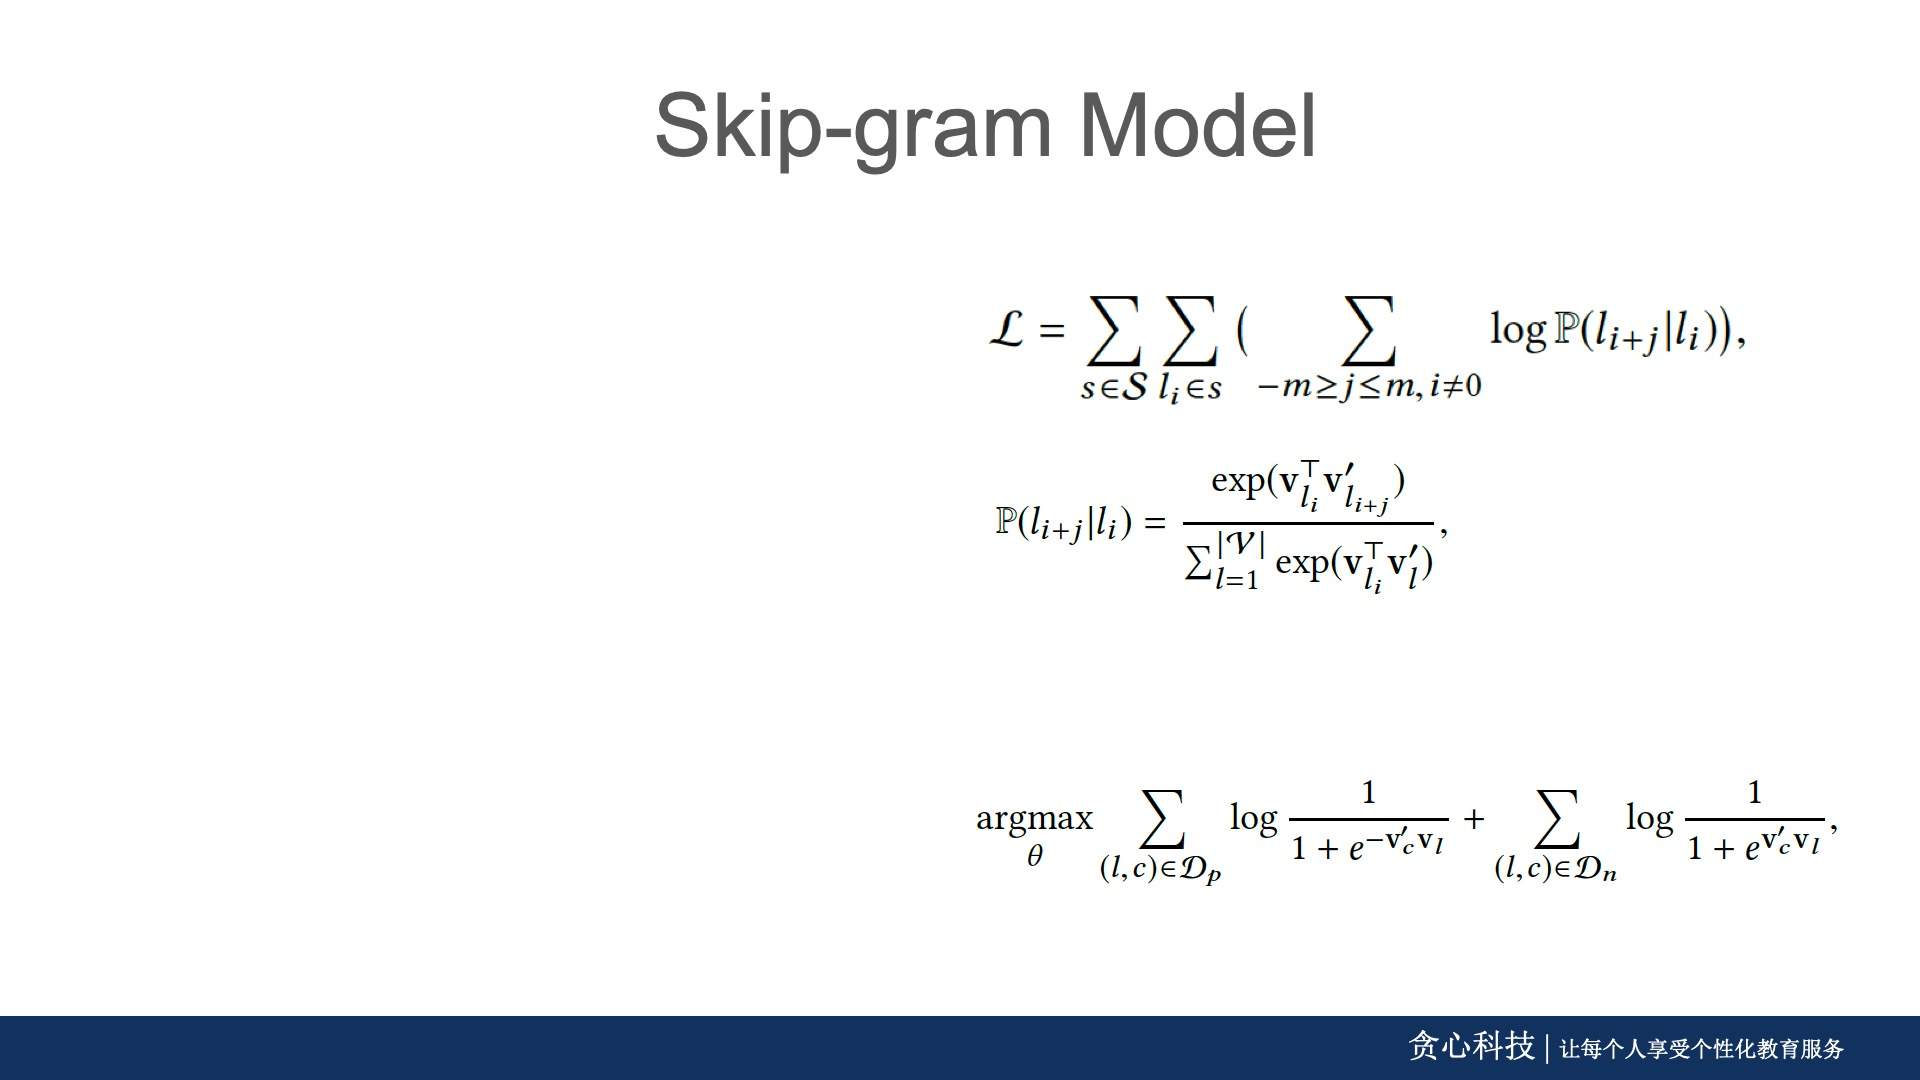 Skip-gram Model
ℒ = ∑_{s∈𝒮} ∑_{l_i∈s} ( ∑_{−m≥j≤m, i≠0} log ℙ(l_{i+j}|l_i) ),
ℙ(l_{i+j}|l_i) = exp(v_{l_i}^⊤ v′_{l_{i+j}}) / ∑_{l=1}^{|𝒱|} exp(v_{l_i}^⊤ v′_l),
argmax_θ ∑_{(l,c)∈𝒟_p} log 1 / (1 + e^{−v′_c v_l}) + ∑_{(l,c)∈𝒟_n} log 1 / (1 + e^{v′_c v_l}),
贪心科技 | 让每个人享受个性化教育服务